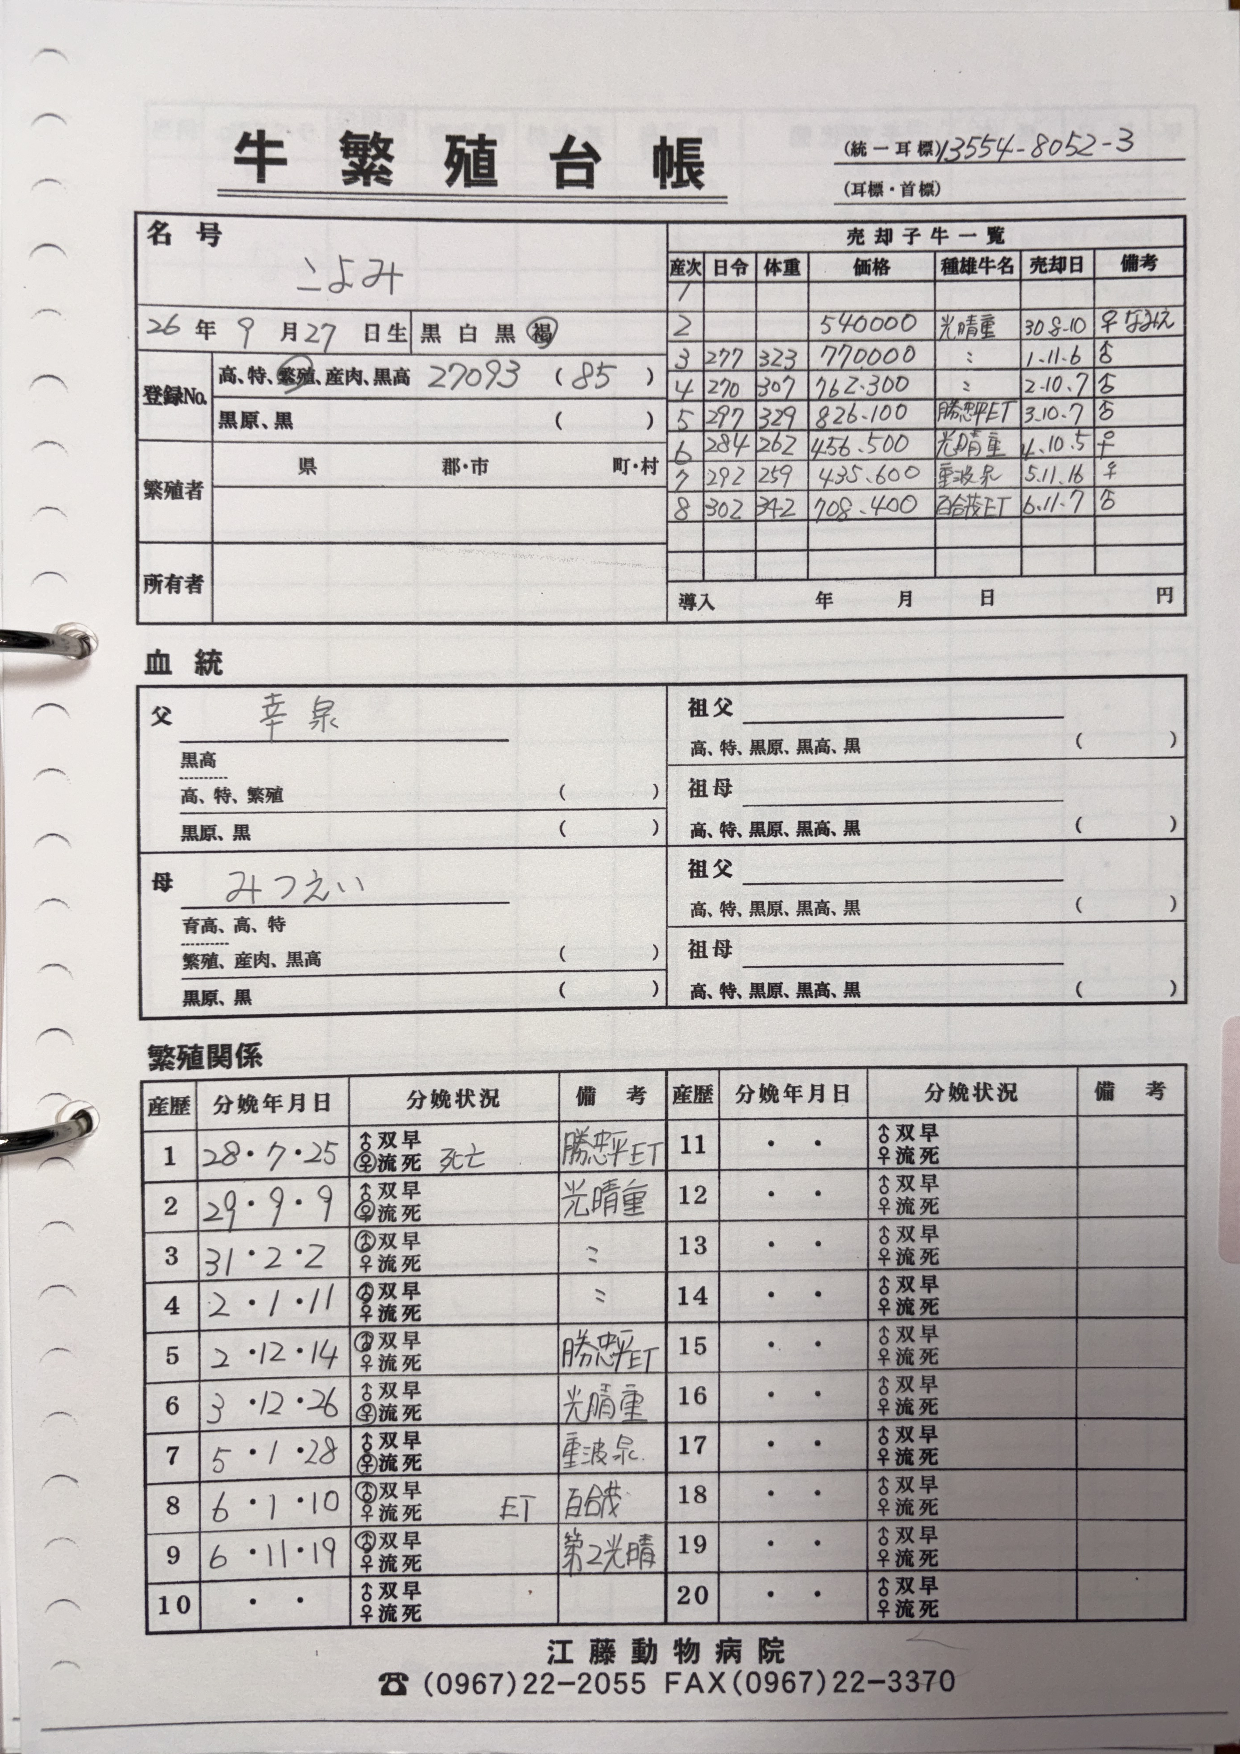 牛繁殖台帳
(統一耳標)13554-8052-3
(耳標・首標)
名号
こよみ
26年9月27日生 黒 白 黒 褐
登録No.
高、特、繁殖、産肉、黒高 27093 (85)
黒原、黒 ( )
繁殖者 県 郡・市 町・村
所有者
売却子牛一覧
産次 日令 体重 価格 種雄牛名 売却日 備考
1
2 540000 光晴重 30 8-10 ♀なみえ
3 277 323 770000 〃 1-11-6 ♂
4 270 307 762.300 〃 2-10.7 ♂
5 297 329 826.100 勝忠平ET 3.10.7 ♂
6 284 262 456.500 光晴重 4.10.5 ♀
7 292 259 435.600 重波泉 5.11.16 ♀
8 302 342 708.400 百合茂ET 6.11.7 ♂
導入 年 月 日 円
血統
父 幸泉
黒高
高、特、繁殖 ( )
黒原、黒 ( )
母 みつえい
育高、高、特
繁殖、産肉、黒高 ( )
黒原、黒 ( )
祖父
高、特、黒原、黒高、黒 ( )
祖母
高、特、黒原、黒高、黒 ( )
祖父
高、特、黒原、黒高、黒 ( )
祖母
高、特、黒原、黒高、黒 ( )
繁殖関係
産歴 分娩年月日 分娩状況 備考 産歴 分娩年月日 分娩状況 備考
1 28・7・25 ♂双早 勝忠平ET 11 ・ ・ ♂双早
♀流死 死亡 ♀流死
2 29・9・9 ♂双早 光晴重 12 ・ ・ ♂双早
♀流死 ♀流死
3 31・2・2 ♂双早 〃 13 ・ ・ ♂双早
♀流死 ♀流死
4 2・1・11 ♂双早 〃 14 ・ ・ ♂双早
♀流死 ♀流死
5 2・12・14 ♂双早 勝忠平ET 15 ・ ・ ♂双早
♀流死 ♀流死
6 3・12・26 ♂双早 光晴重 16 ・ ・ ♂双早
♀流死 ♀流死
7 5・1・28 ♂双早 重波泉 17 ・ ・ ♂双早
♀流死 ♀流死
8 6・1・10 ♂双早 百合茂 18 ・ ・ ♂双早
♀流死 ET ♀流死
9 6・11・19 ♂双早 第2光晴 19 ・ ・ ♂双早
♀流死 ♀流死
10 ・ ・ ♂双早 20 ・ ・ ♂双早
♀流死 ♀流死
江藤動物病院
☎(0967)22-2055 FAX(0967)22-3370